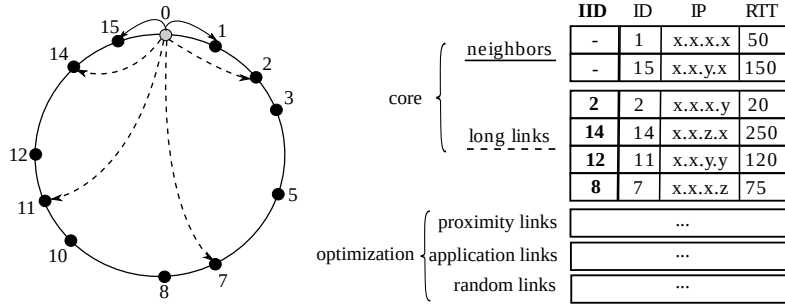 0
15
1
14
2
3
12
5
11
10
7
8
IID ID IP RTT
neighbors
- 1 x.x.x.x 50
- 15 x.x.y.x 150
core
long links
2 2 x.x.x.y 20
14 14 x.x.z.x 250
12 11 x.x.y.y 120
8 7 x.x.x.z 75
optimization
proximity links ...
application links ...
random links ...